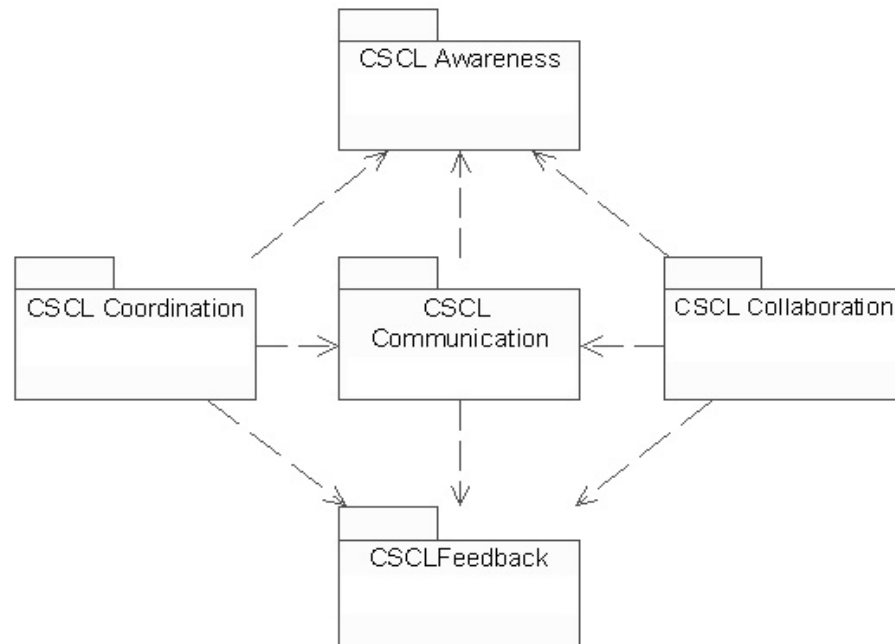 CSCL Awareness
CSCL Coordination
CSCL
Communication
CSCL Collaboration
CSCLFeedback